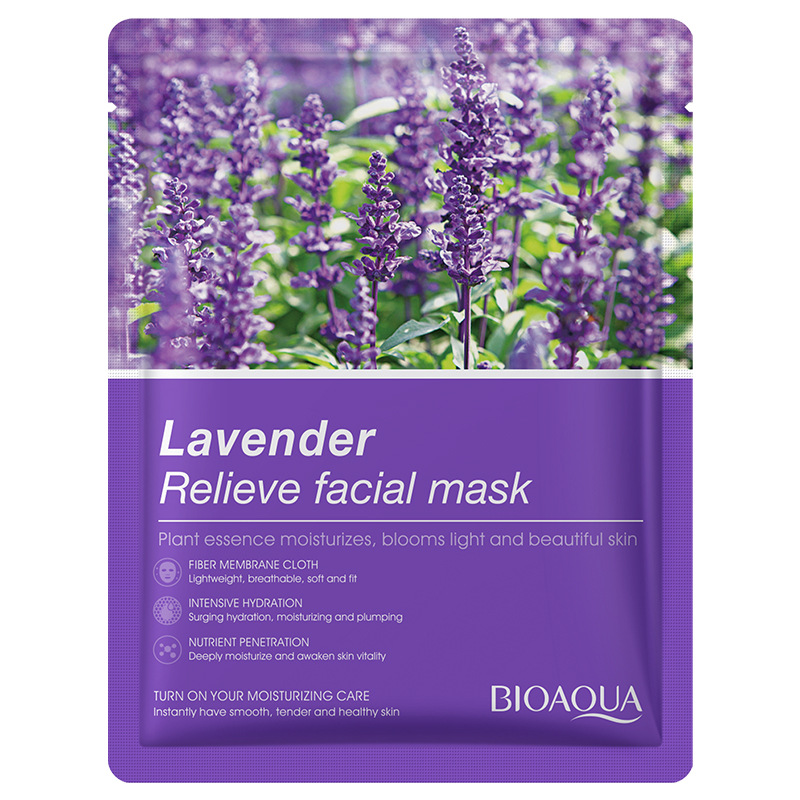 Lavender
Relieve facial mask
Plant essence moisturizes, blooms light and beautiful skin
FIBER MEMBRANE CLOTH
Lightweight, breathable, soft and fit
INTENSIVE HYDRATION
Surging hydration, moisturizing and plumping
NUTRIENT PENETRATION
Deeply moisturize and awaken skin vitality
TURN ON YOUR MOISTURIZING CARE
Instantly have smooth, tender and healthy skin
BIOAQUA